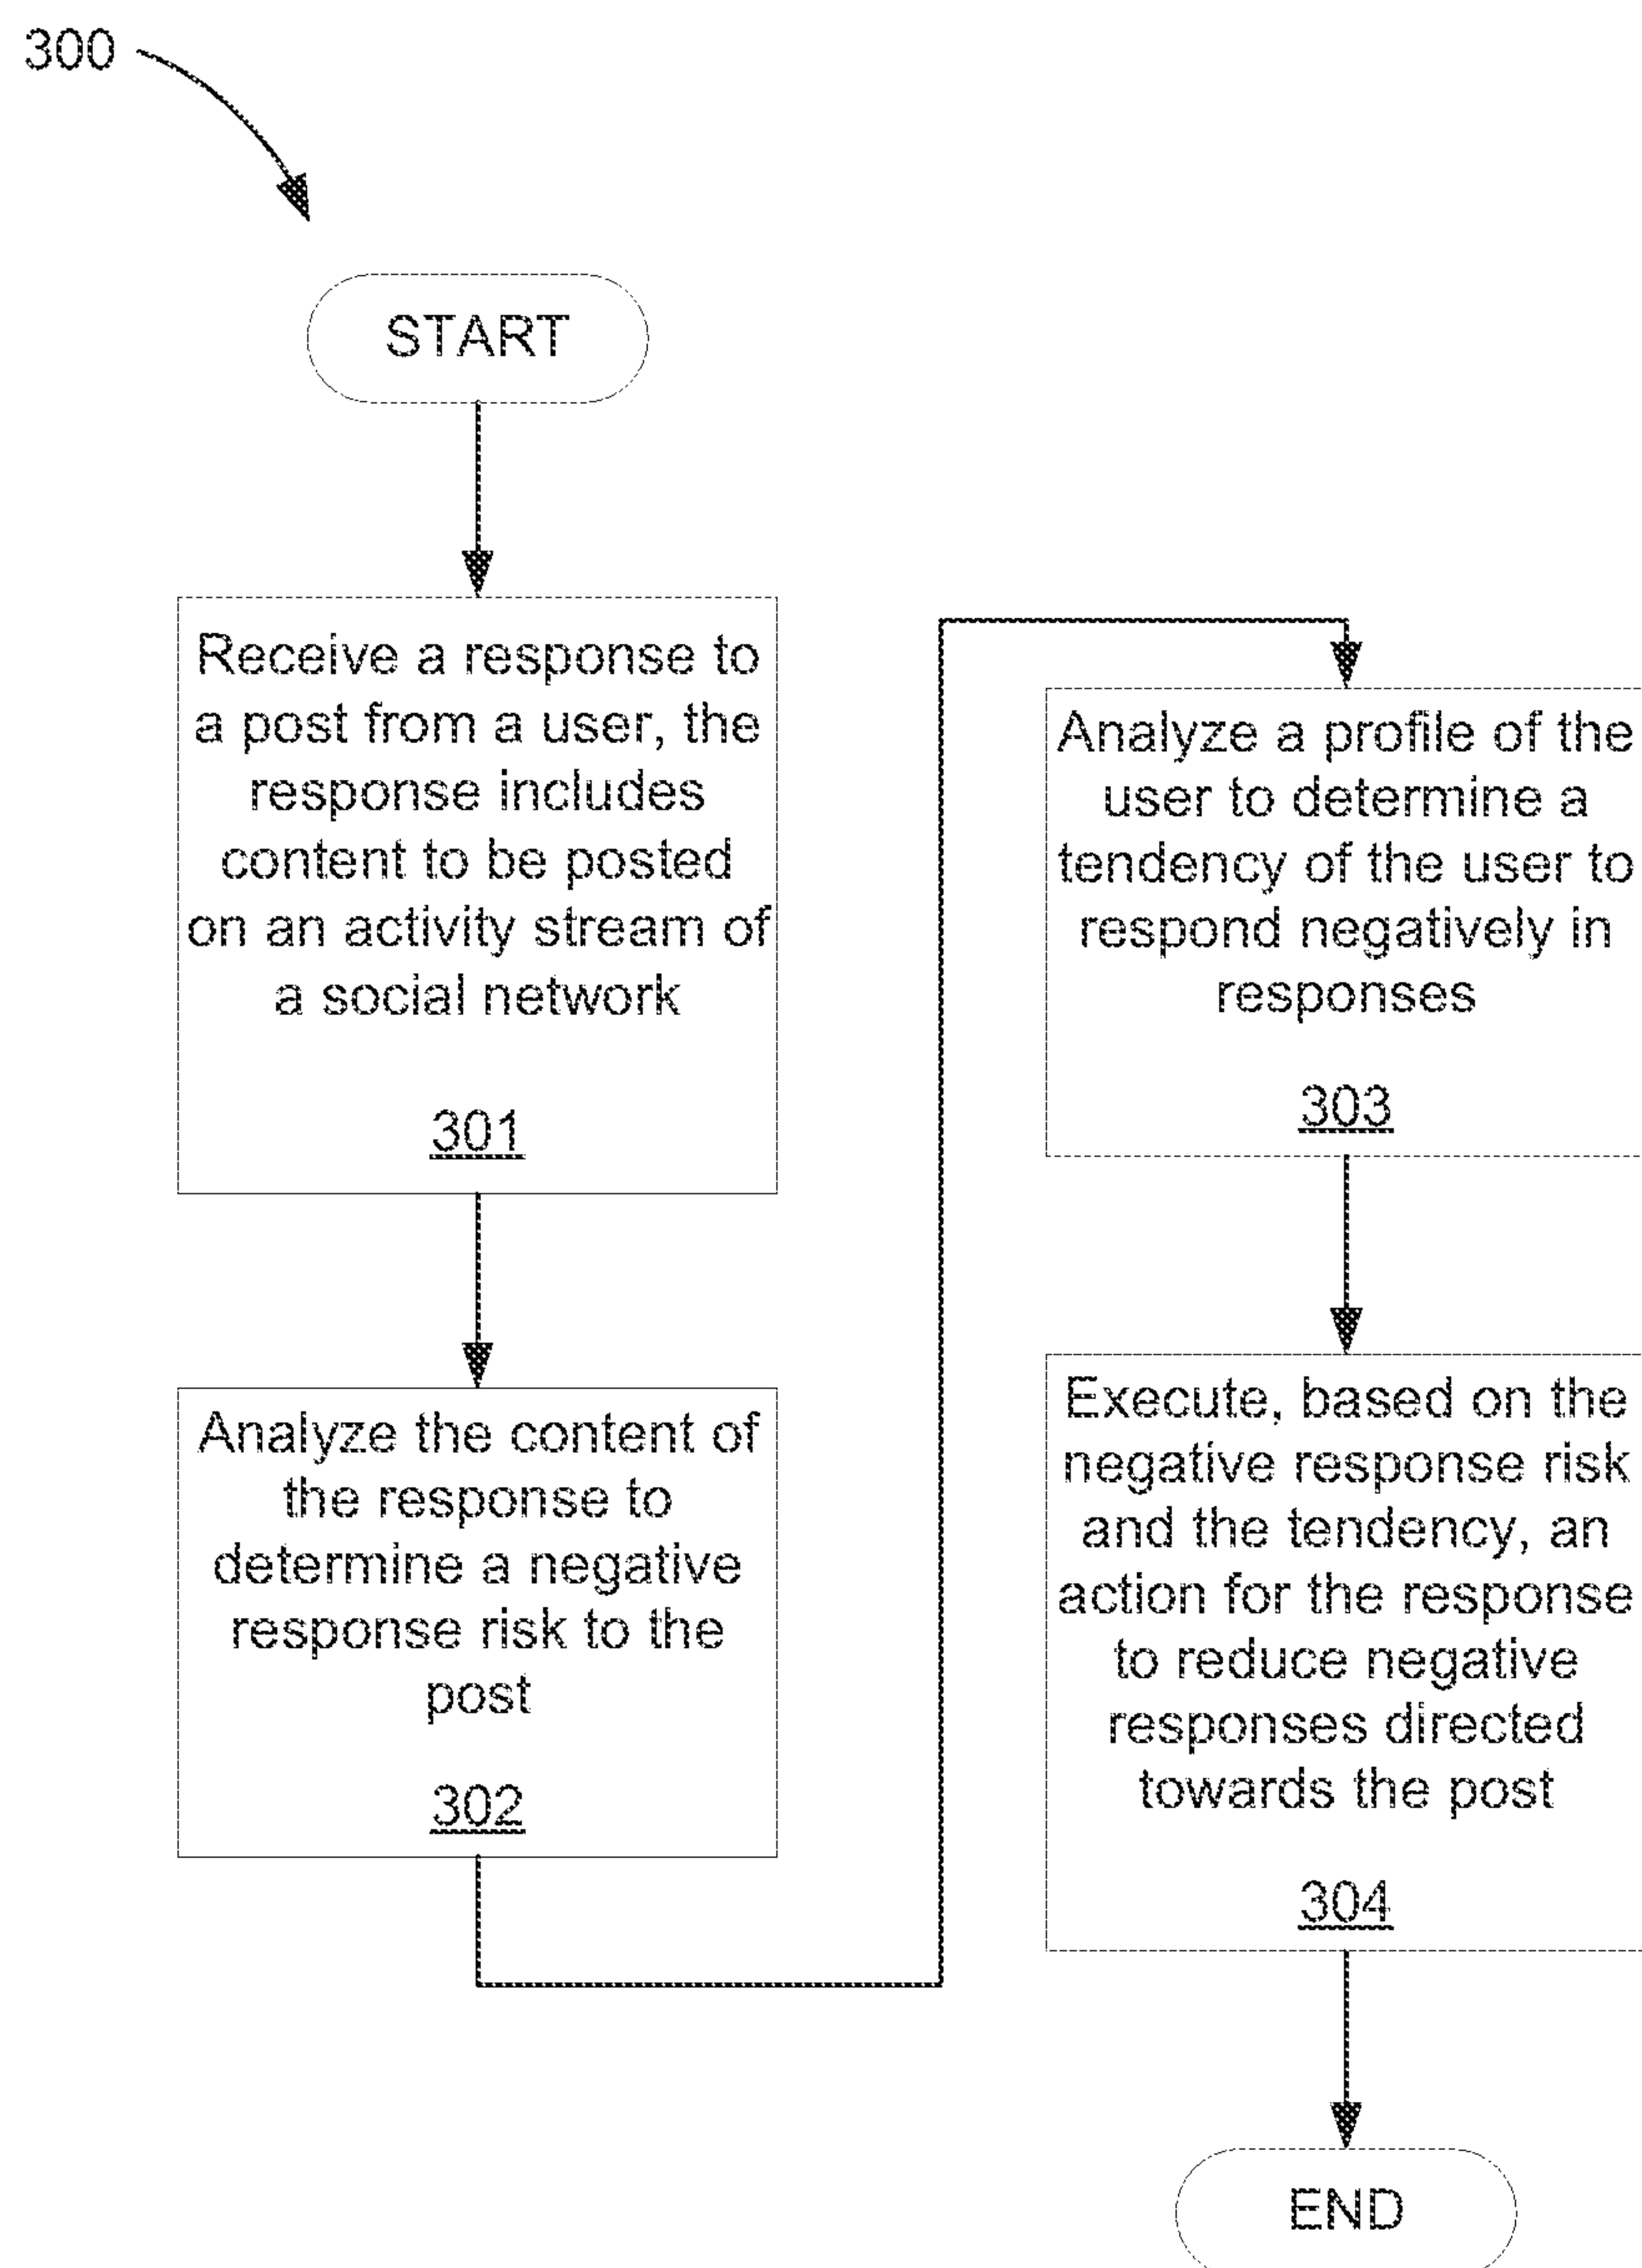 300
START
Receive a response to
a post from a user, the
response includes
content to be posted
on an activity stream of
a social network
301
Analyze the content of
the response to
determine a negative
response risk to the
post
302
Analyze a profile of the
user to determine a
tendency of the user to
respond negatively in
responses
303
Execute, based on the
negative response risk
and the tendency, an
action for the response
to reduce negative
responses directed
towards the post
304
END